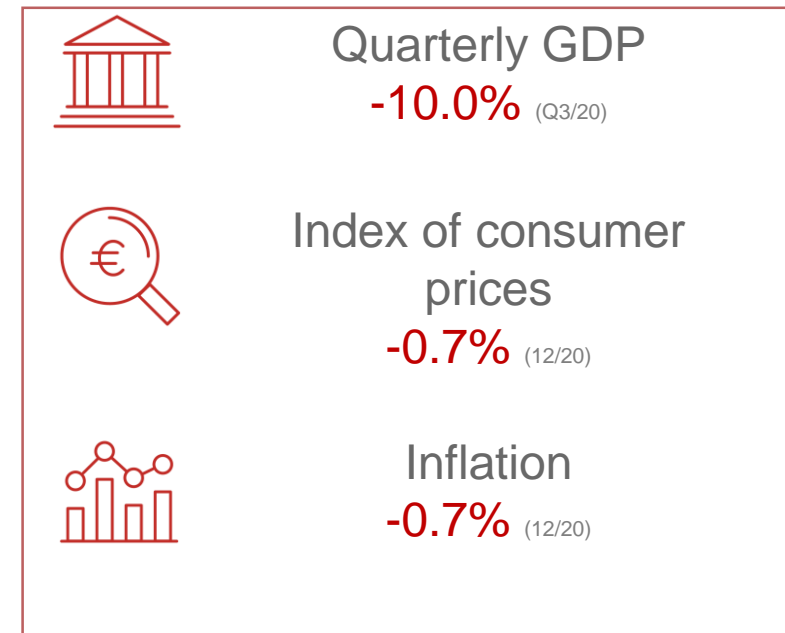 Quarterly GDP
-10.0% (Q3/20)
€
Index of consumer
prices
-0.7% (12/20)
Inflation
-0.7% (12/20)